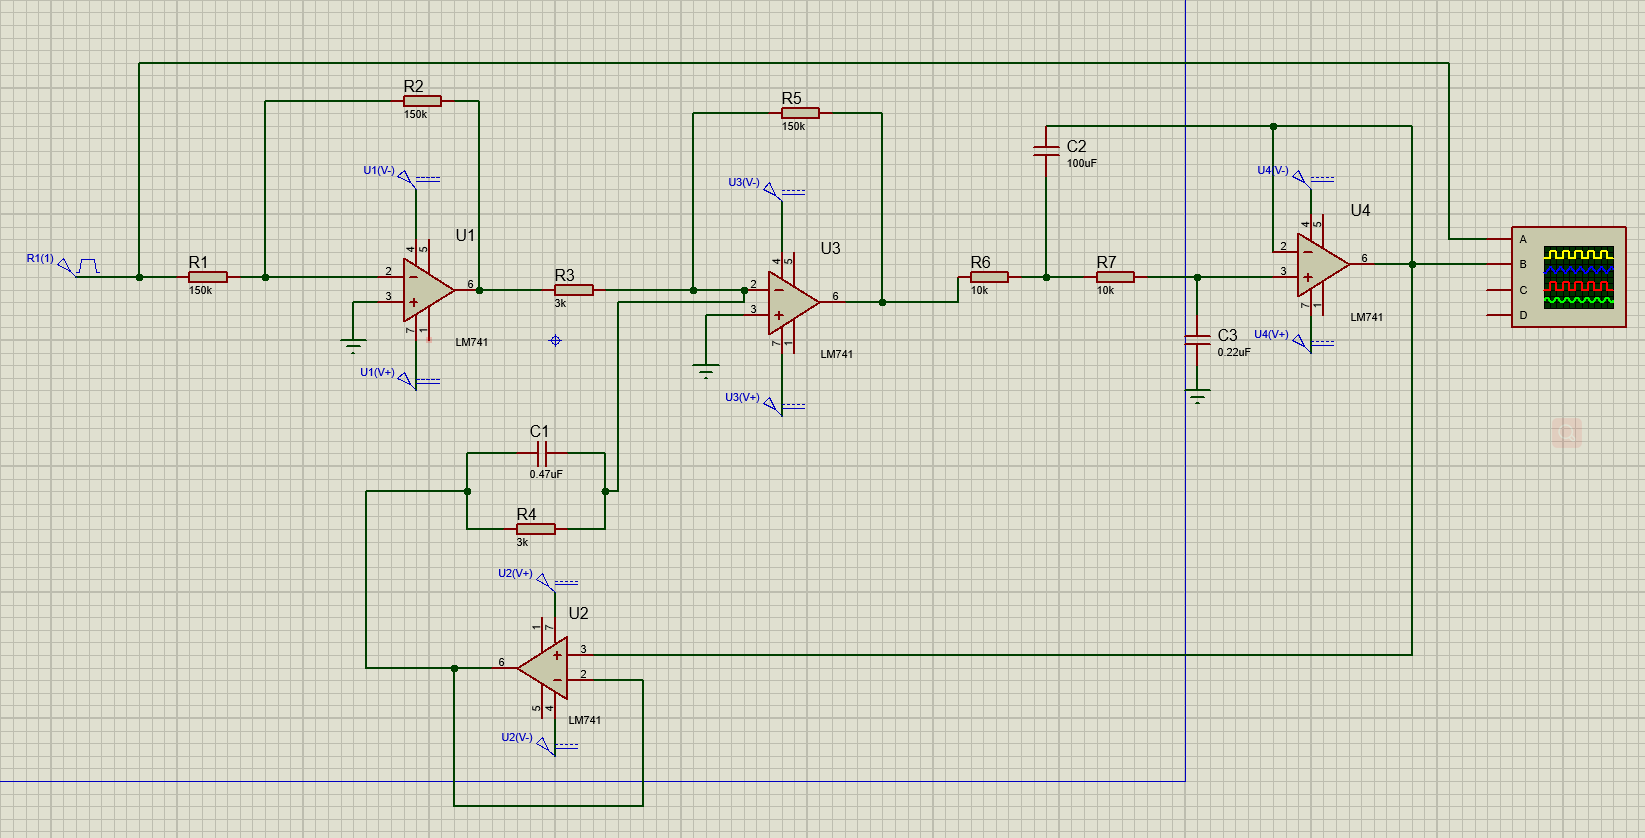 R2
150k
R5
150k
C2
100uF
U1(V-)
U3(V-)
U4(V-)
R1(1)
R1
150k
4
5
U1
2
3
6
7
1
LM741
U1(V+)
R3
3k
4
5
U3
2
3
6
7
1
LM741
U3(V+)
R6
10k
R7
10k
4
5
U4
2
3
6
7
1
LM741
U4(V+)
C3
0.22uF
A
B
C
D
C1
0.47uF
R4
3k
U2(V+)
U2
1
7
3
6
2
5
4
LM741
U2(V-)